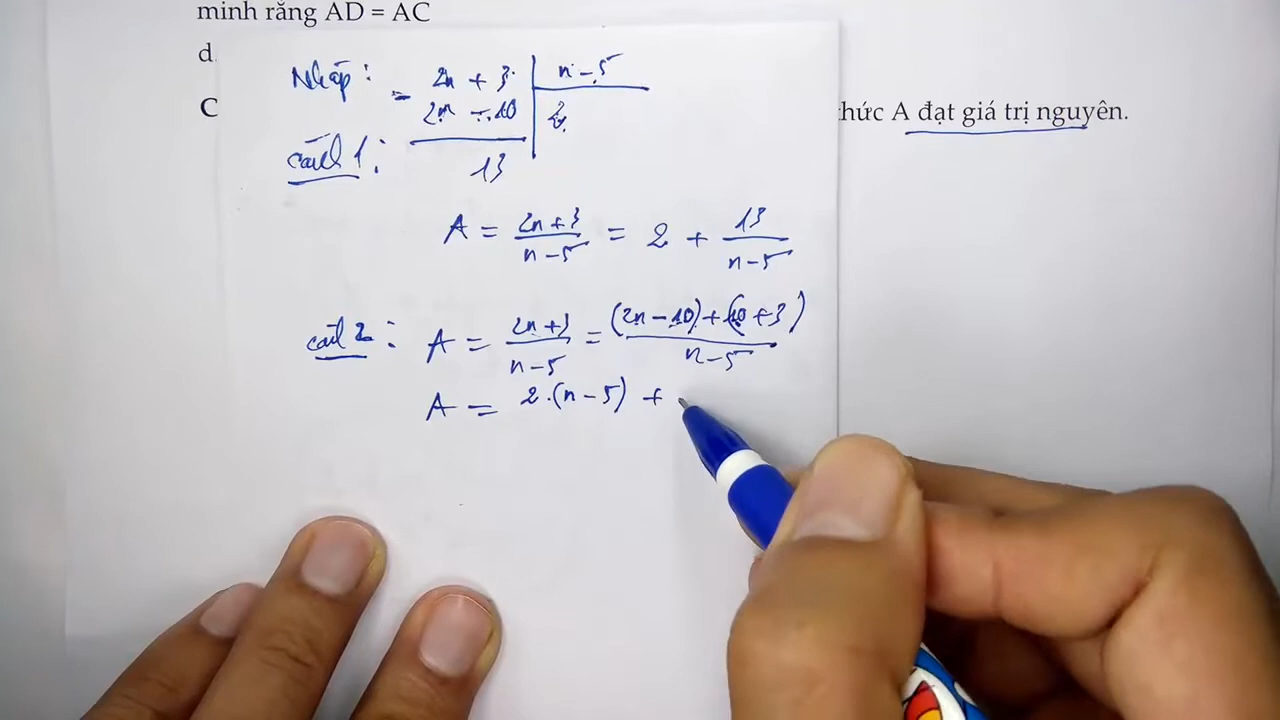 minh rằng AD = AC
d.
C hức A đạt giá trị nguyên.
Nháp: - 2n + 3 | n - 5
2n - 10 | 2
Cách 1: 13
A = (2n+3)/(n-5) = 2 + 13/(n-5)
Cách 2: A = (2n+3)/(n-5) = ((2n-10)+(10+3))/(n-5)
A = 2.(n-5) +